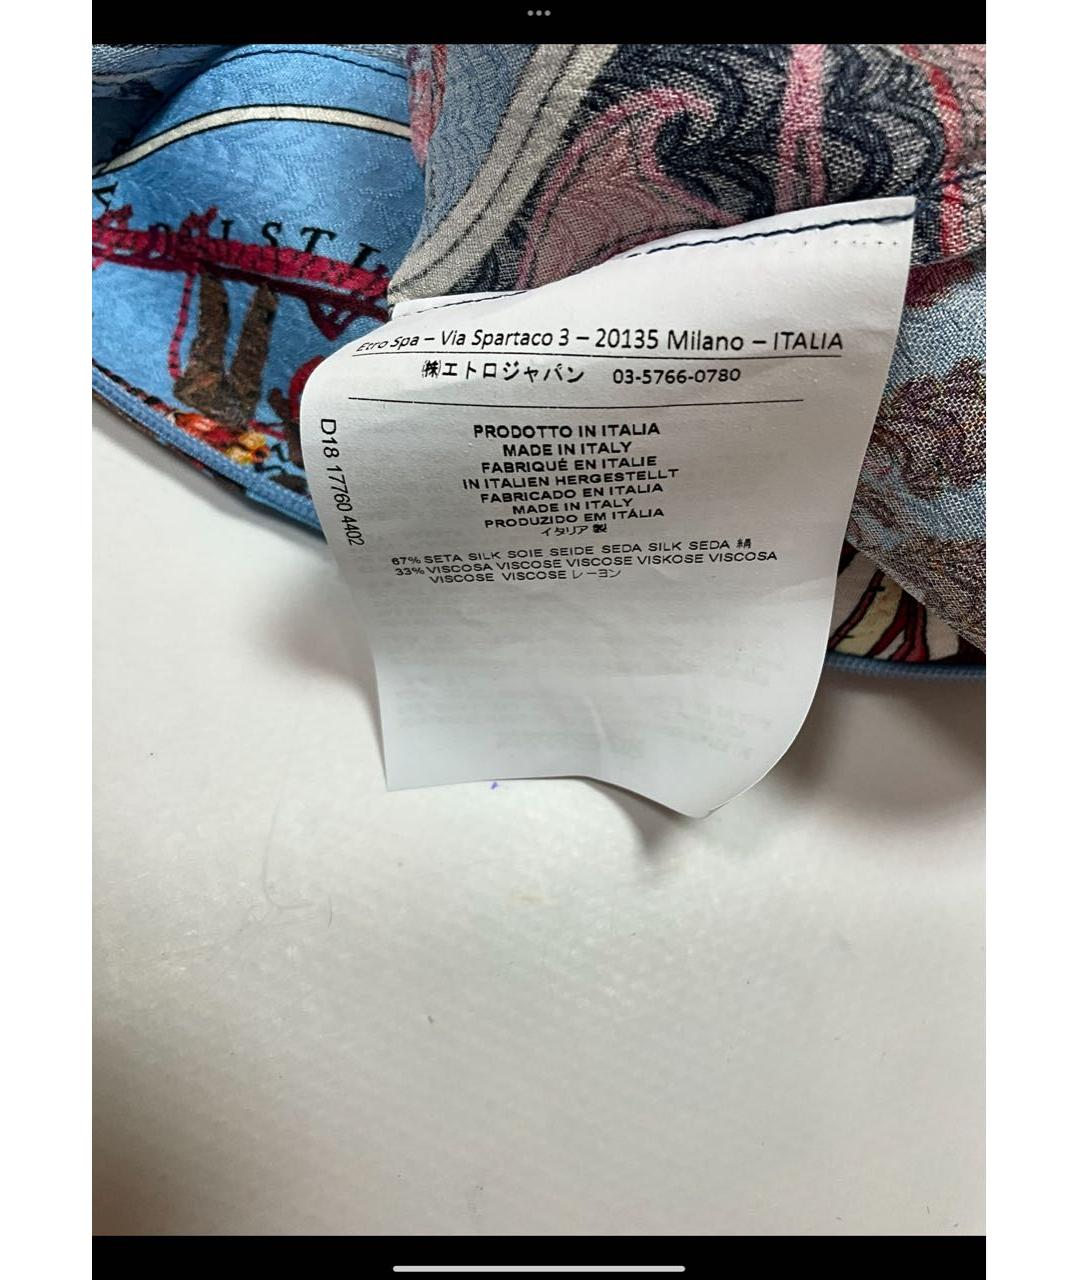 Etro Spa – Via Spartaco 3 – 20135 Milano – ITALIA
㈱エトロジャパン 03-5766-0780
D18 17760 4402
PRODOTTO IN ITALIA
MADE IN ITALY
FABRIQUÉ EN ITALIE
IN ITALIEN HERGESTELLT
FABRICADO EN ITALIA
MADE IN ITALY
PRODUZIDO EM ITÁLIA
イタリア製
67% SETA SILK SOIE SEIDE SEDA SILK SEDA 絹
33% VISCOSA VISCOSE VISCOSE VISKOSE VISCOSA
VISCOSE VISCOSE レーヨン